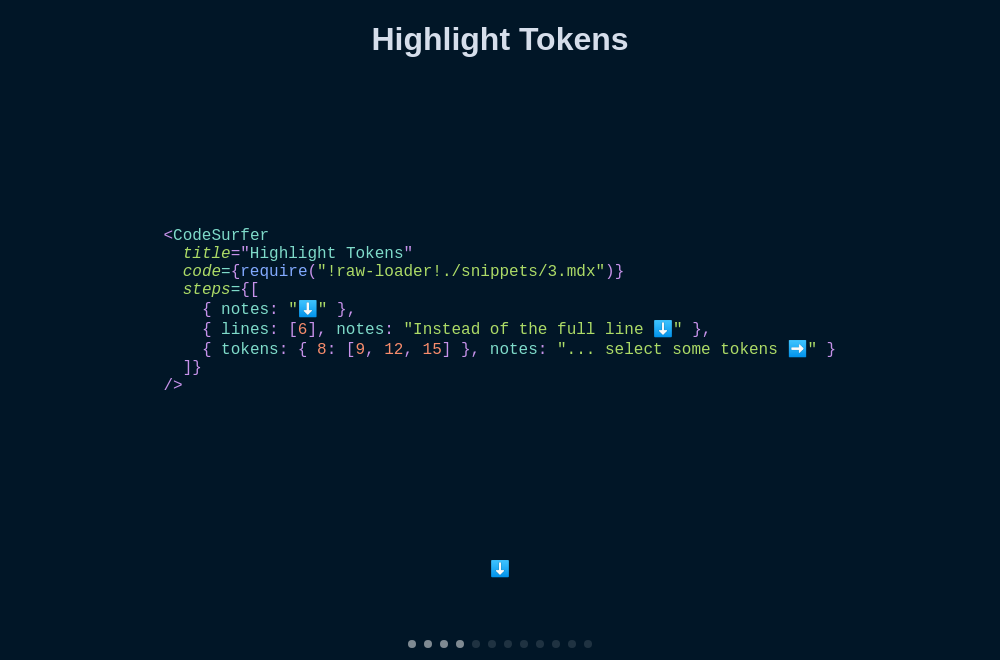 Highlight Tokens
<CodeSurfer
  title="Highlight Tokens"
  code={require("!raw-loader!./snippets/3.mdx")}
  steps={[
    { notes: "⬇️" },
    { lines: [6], notes: "Instead of the full line ⬇️" },
    { tokens: { 8: [9, 12, 15] }, notes: "... select some tokens ➡️" }
  ]}
/>
⬇️